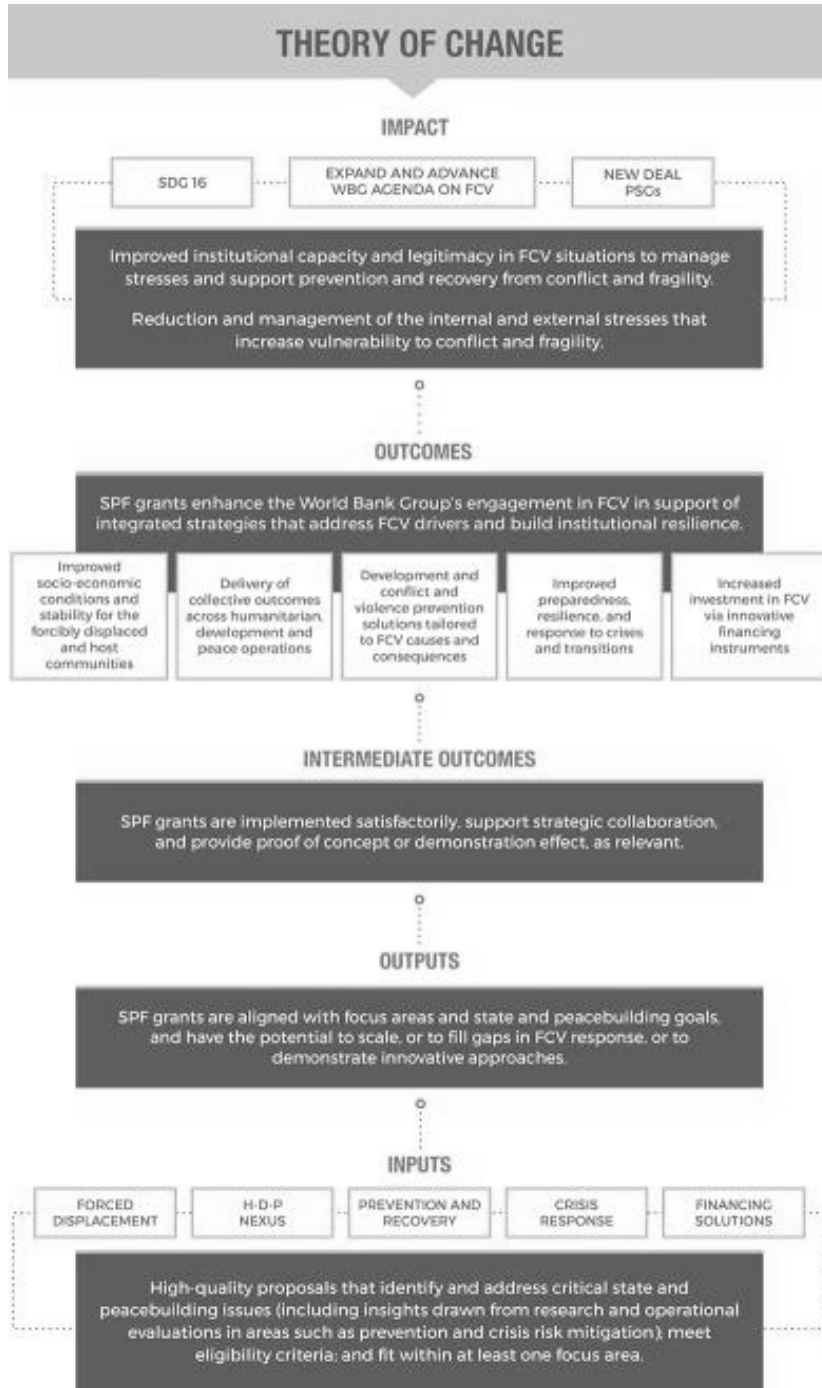 THEORY OF CHANGE
IMPACT
SDG 16
EXPAND AND ADVANCE
WBG AGENDA ON FCV
NEW DEAL
PSGs
Improved institutional capacity and legitimacy in FCV situations to manage
stresses and support prevention and recovery from conflict and fragility.
Reduction and management of the internal and external stresses that
increase vulnerability to conflict and fragility.
OUTCOMES
SPF grants enhance the World Bank Group's engagement in FCV in support of
integrated strategies that address FCV drivers and build institutional resilience.
Improved
socio-economic
conditions and
stability for the
forcibly displaced
and host
communities
Delivery of
collective outcomes
across humanitarian,
development and
peace operations
Development and
conflict and
violence prevention
solutions tailored
to FCV causes and
consequences
Improved
preparedness,
resilience, and
response to crises
and transitions
Increased
investment in FCV
via innovative
financing
instruments
INTERMEDIATE OUTCOMES
SPF grants are implemented satisfactorily, support strategic collaboration,
and provide proof of concept or demonstration effect, as relevant.
OUTPUTS
SPF grants are aligned with focus areas and state and peacebuilding goals,
and have the potential to scale, or to fill gaps in FCV response, or to
demonstrate innovative approaches.
INPUTS
FORCED
DISPLACEMENT
H-D-P
NEXUS
PREVENTION AND
RECOVERY
CRISIS
RESPONSE
FINANCING
SOLUTIONS
High-quality proposals that identify and address critical state and
peacebuilding issues (including insights drawn from research and operational
evaluations in areas such as prevention and crisis risk mitigation); meet
eligibility criteria; and fit within at least one focus area.